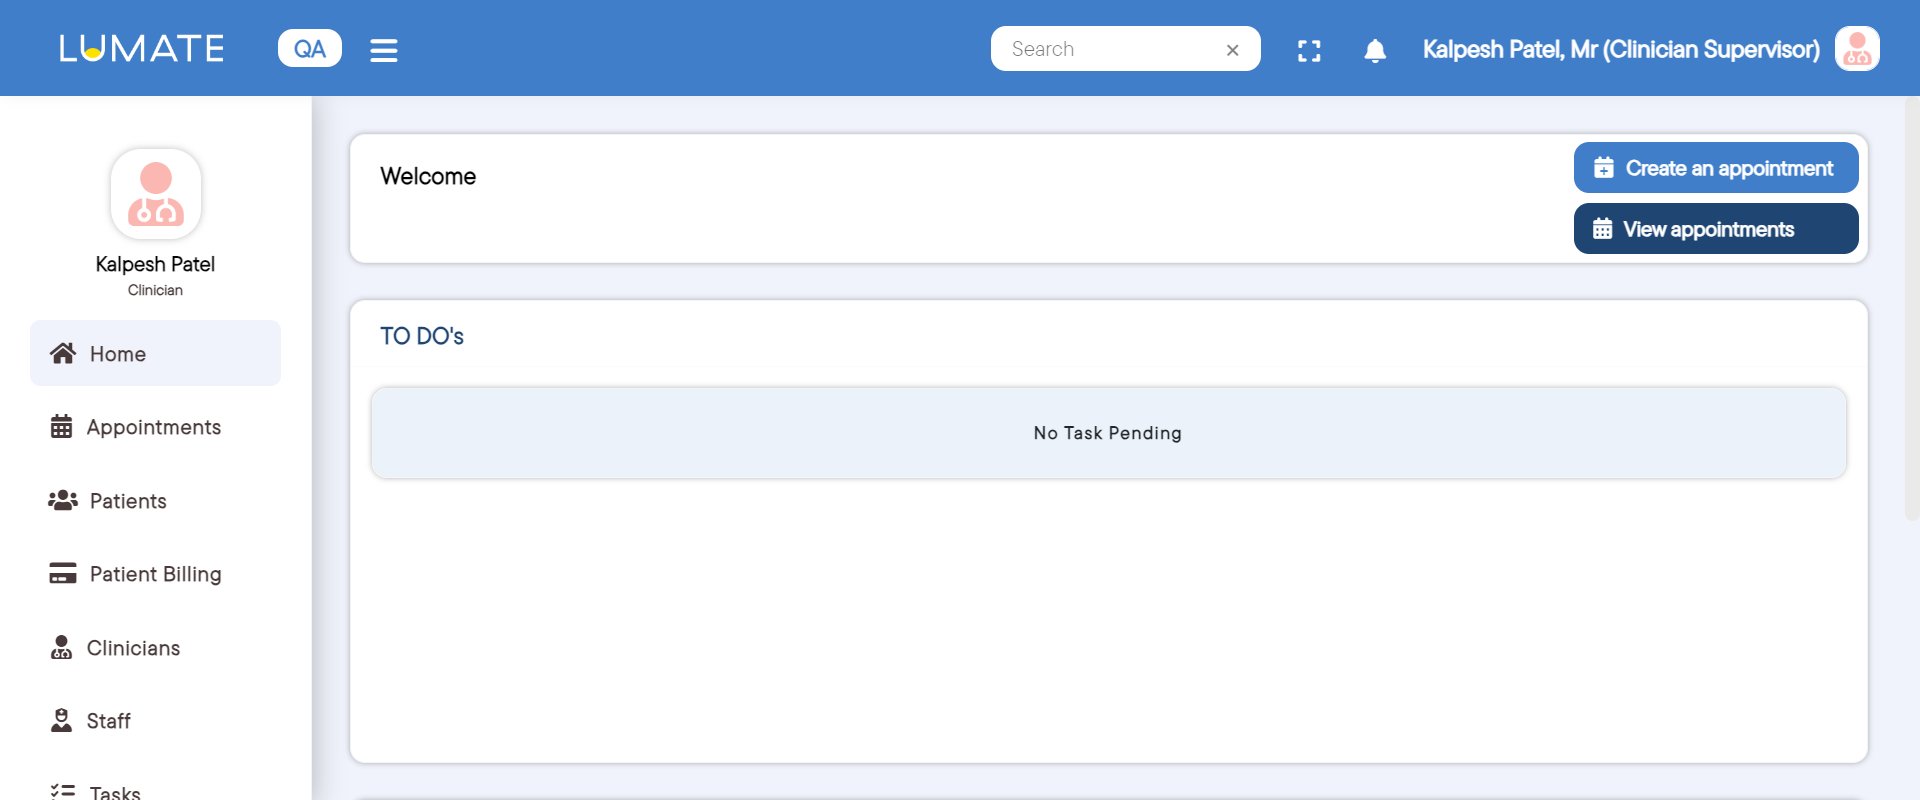 LUMATE
QA
Search
Kalpesh Patel, Mr (Clinician Supervisor)
Kalpesh Patel
Clinician
Home
Appointments
Patients
Patient Billing
Clinicians
Staff
Tasks
Welcome
Create an appointment
View appointments
TO DO's
No Task Pending